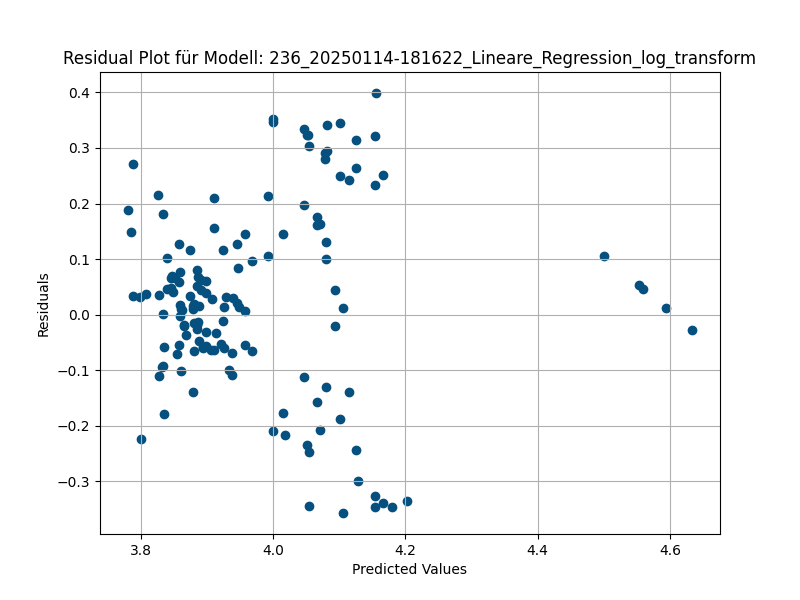 Residual Plot für Modell: 236_20250114-181622_Lineare_Regression_log_transform
0.4
0.3
0.2
0.1
0.0
−0.1
−0.2
−0.3
Residuals
3.8 4.0 4.2 4.4 4.6
Predicted Values